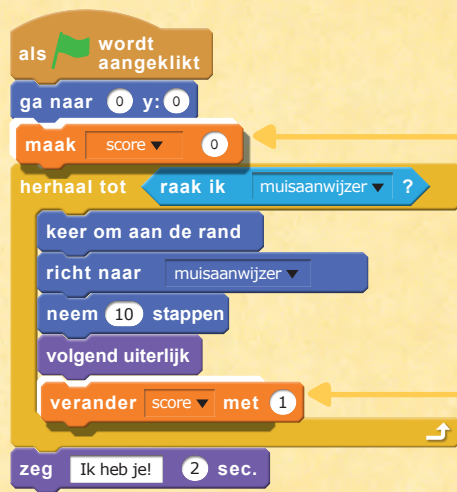 als wordt
aangeklikt
ga naar 0 y: 0
maak score 0
herhaal tot raak ik muisaanwijzer ?
keer om aan de rand
richt naar muisaanwijzer
neem 10 stappen
volgend uiterlijk
verander score met 1
zeg Ik heb je! 2 sec.